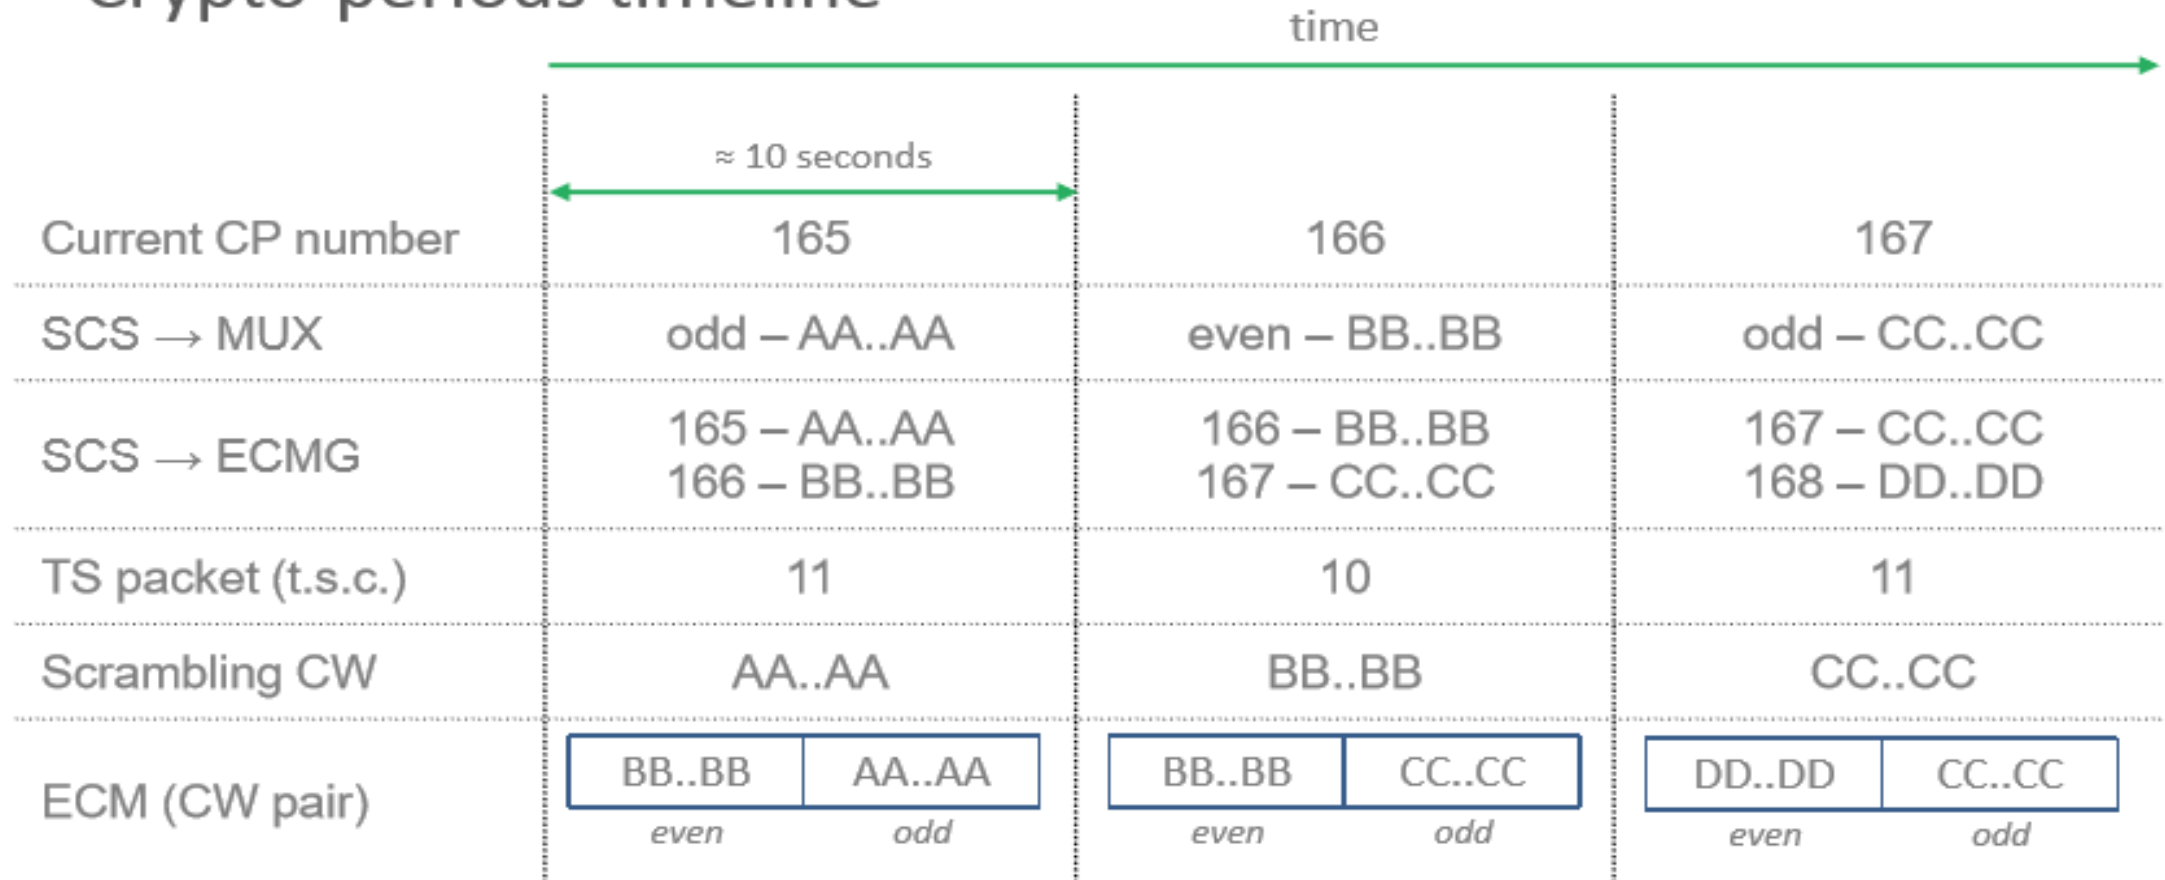 Crypto-periods timeline
time
≈ 10 seconds
Current CP number 165 166 167
SCS → MUX odd – AA..AA even – BB..BB odd – CC..CC
SCS → ECMG
165 – AA..AA 166 – BB..BB 167 – CC..CC
166 – BB..BB 167 – CC..CC 168 – DD..DD
TS packet (t.s.c.) 11 10 11
Scrambling CW AA..AA BB..BB CC..CC
ECM (CW pair) BB..BB AA..AA BB..BB CC..CC DD..DD CC..CC
even odd even odd even odd